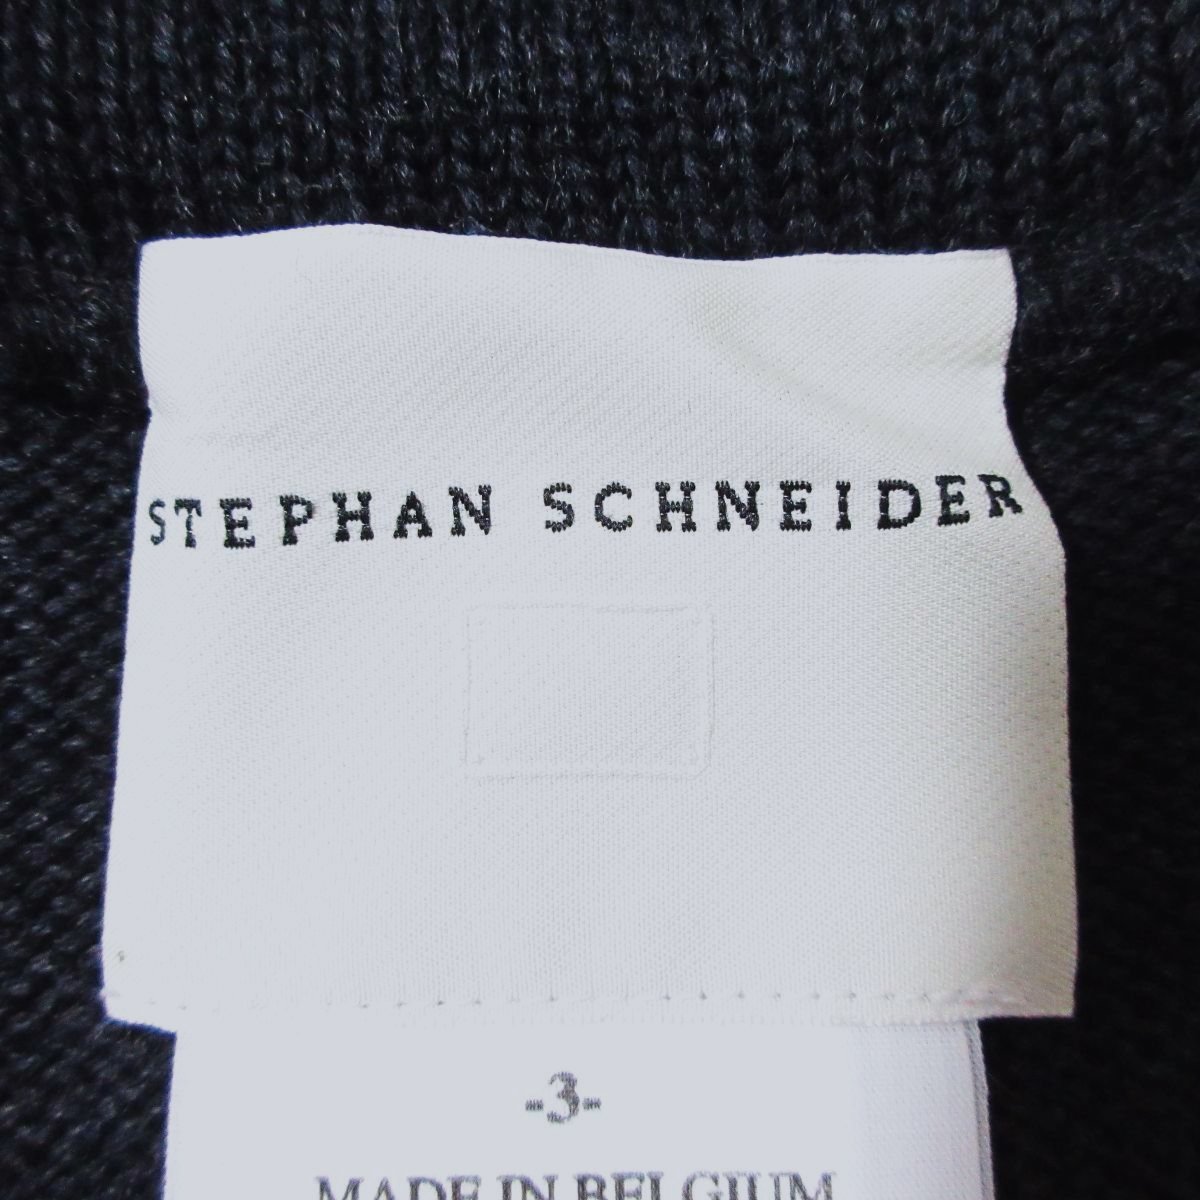 STEPHAN SCHNEIDER
-3-
MADE IN BELGIUM